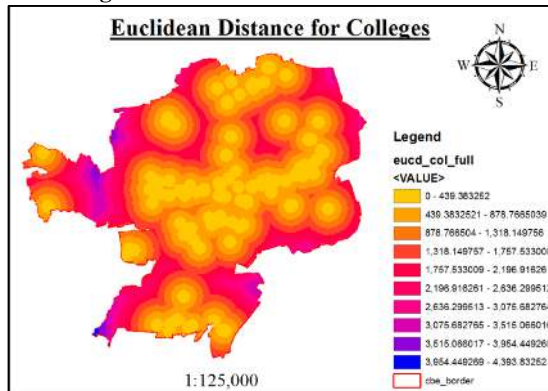 Euclidean Distance for Colleges
N
W
E
S
Legend
eucd_col_full
<VALUE>
0 - 439.383252
439.3832521 - 878.7665039
878.766504 - 1,318.149756
1,318.149757 - 1,757.533008
1,757.533009 - 2,196.91626
2,196.916261 - 2,636.299512
2,636.299513 - 3,075.682764
3,075.682765 - 3,515.066016
3,515.066017 - 3,954.449268
3,954.449269 - 4,393.83252
cbe_border
1:125,000